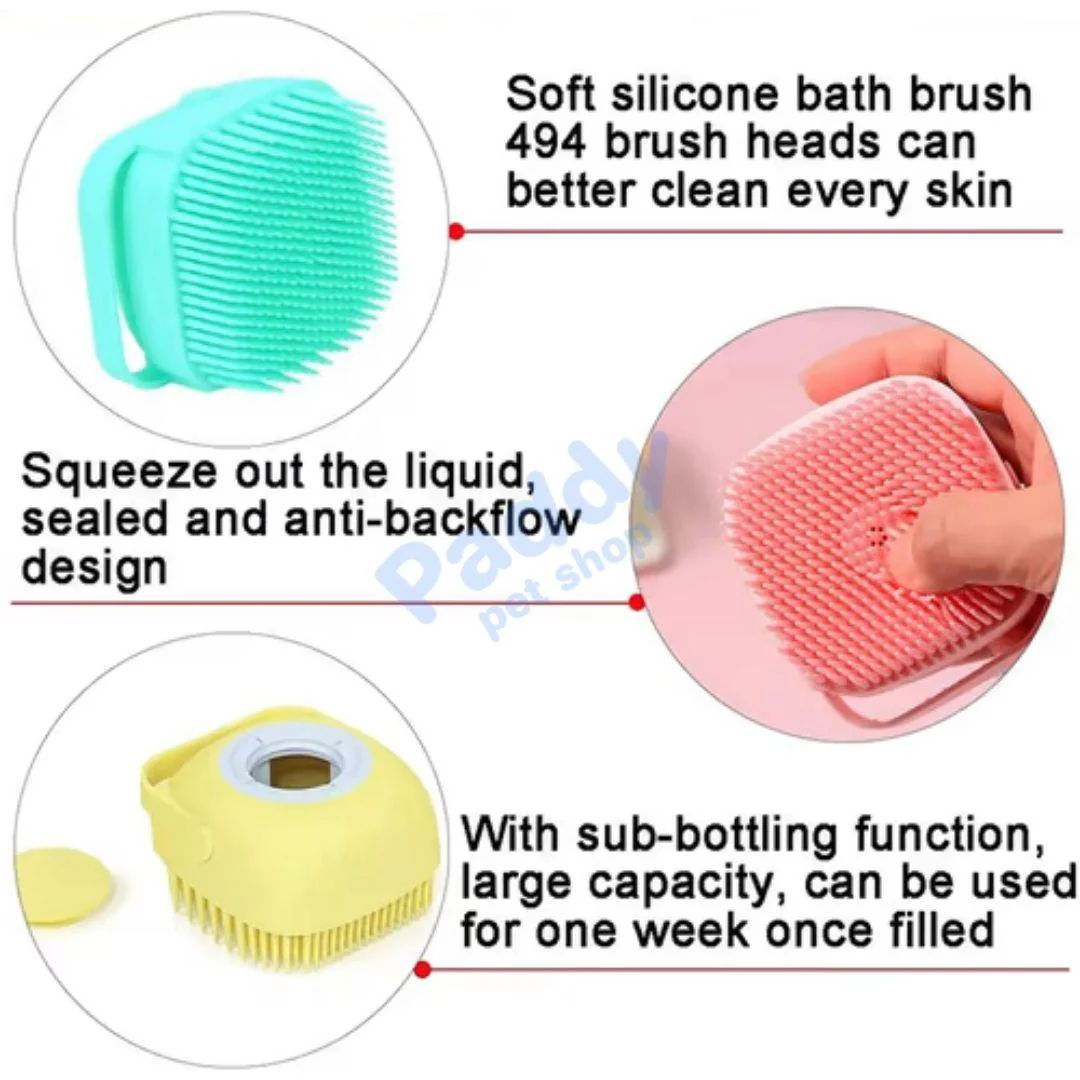 Soft silicone bath brush
494 brush heads can
better clean every skin
Squeeze out the liquid,
sealed and anti-backflow
design
Paddy
pet shop
With sub-bottling function,
large capacity, can be used
for one week once filled